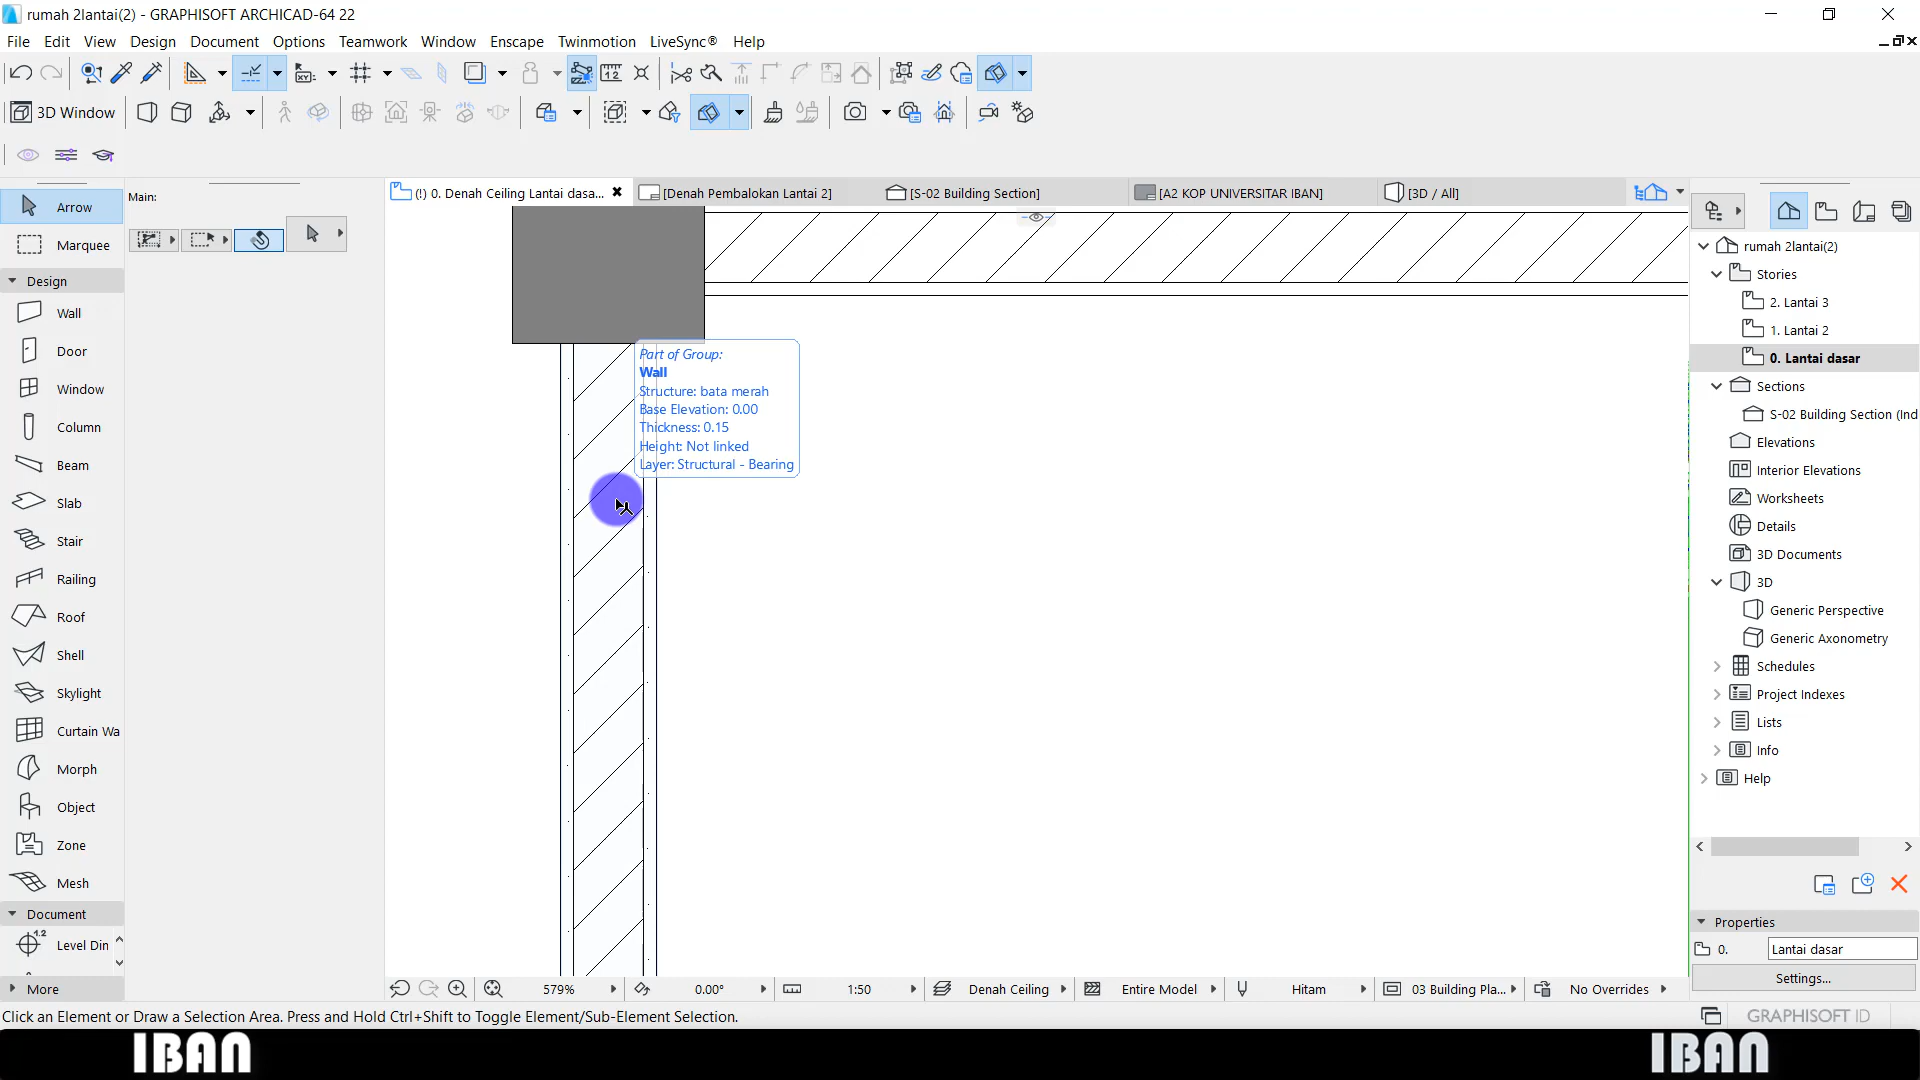 rumah 2lantai(2) - GRAPHISOFT ARCHICAD-64 22
File Edit View Design Document Options Teamwork Window Enscape Twinmotion LiveSync® Help
3D Window
Main:
(!) 0. Denah Ceiling Lantai dasa...
[Denah Pembalokan Lantai 2]
[S-02 Building Section]
[A2 KOP UNIVERSITAR IBAN]
[3D / All]
Arrow
Marquee
Design
Wall
Door
Window
Column
Beam
Slab
Stair
Railing
Roof
Shell
Skylight
Curtain Wa
Morph
Object
Zone
Mesh
Document
1.2
Level Din
More
Part of Group:
Wall
Structure: bata merah
Base Elevation: 0.00
Thickness: 0.15
Height: Not linked
Layer: Structural - Bearing
rumah 2lantai(2)
Stories
2. Lantai 3
1. Lantai 2
0. Lantai dasar
Sections
S-02 Building Section (Ind
Elevations
Interior Elevations
Worksheets
Details
3D Documents
3D
Generic Perspective
Generic Axonometry
Schedules
Project Indexes
Lists
Info
Help
Properties
0. Lantai dasar
Settings...
579% 0.00° 1:50 Denah Ceiling Entire Model Hitam 03 Building Pla... No Overrides
Click an Element or Draw a Selection Area. Press and Hold Ctrl+Shift to Toggle Element/Sub-Element Selection.
GRAPHISOFT ID
IBAN IBAN